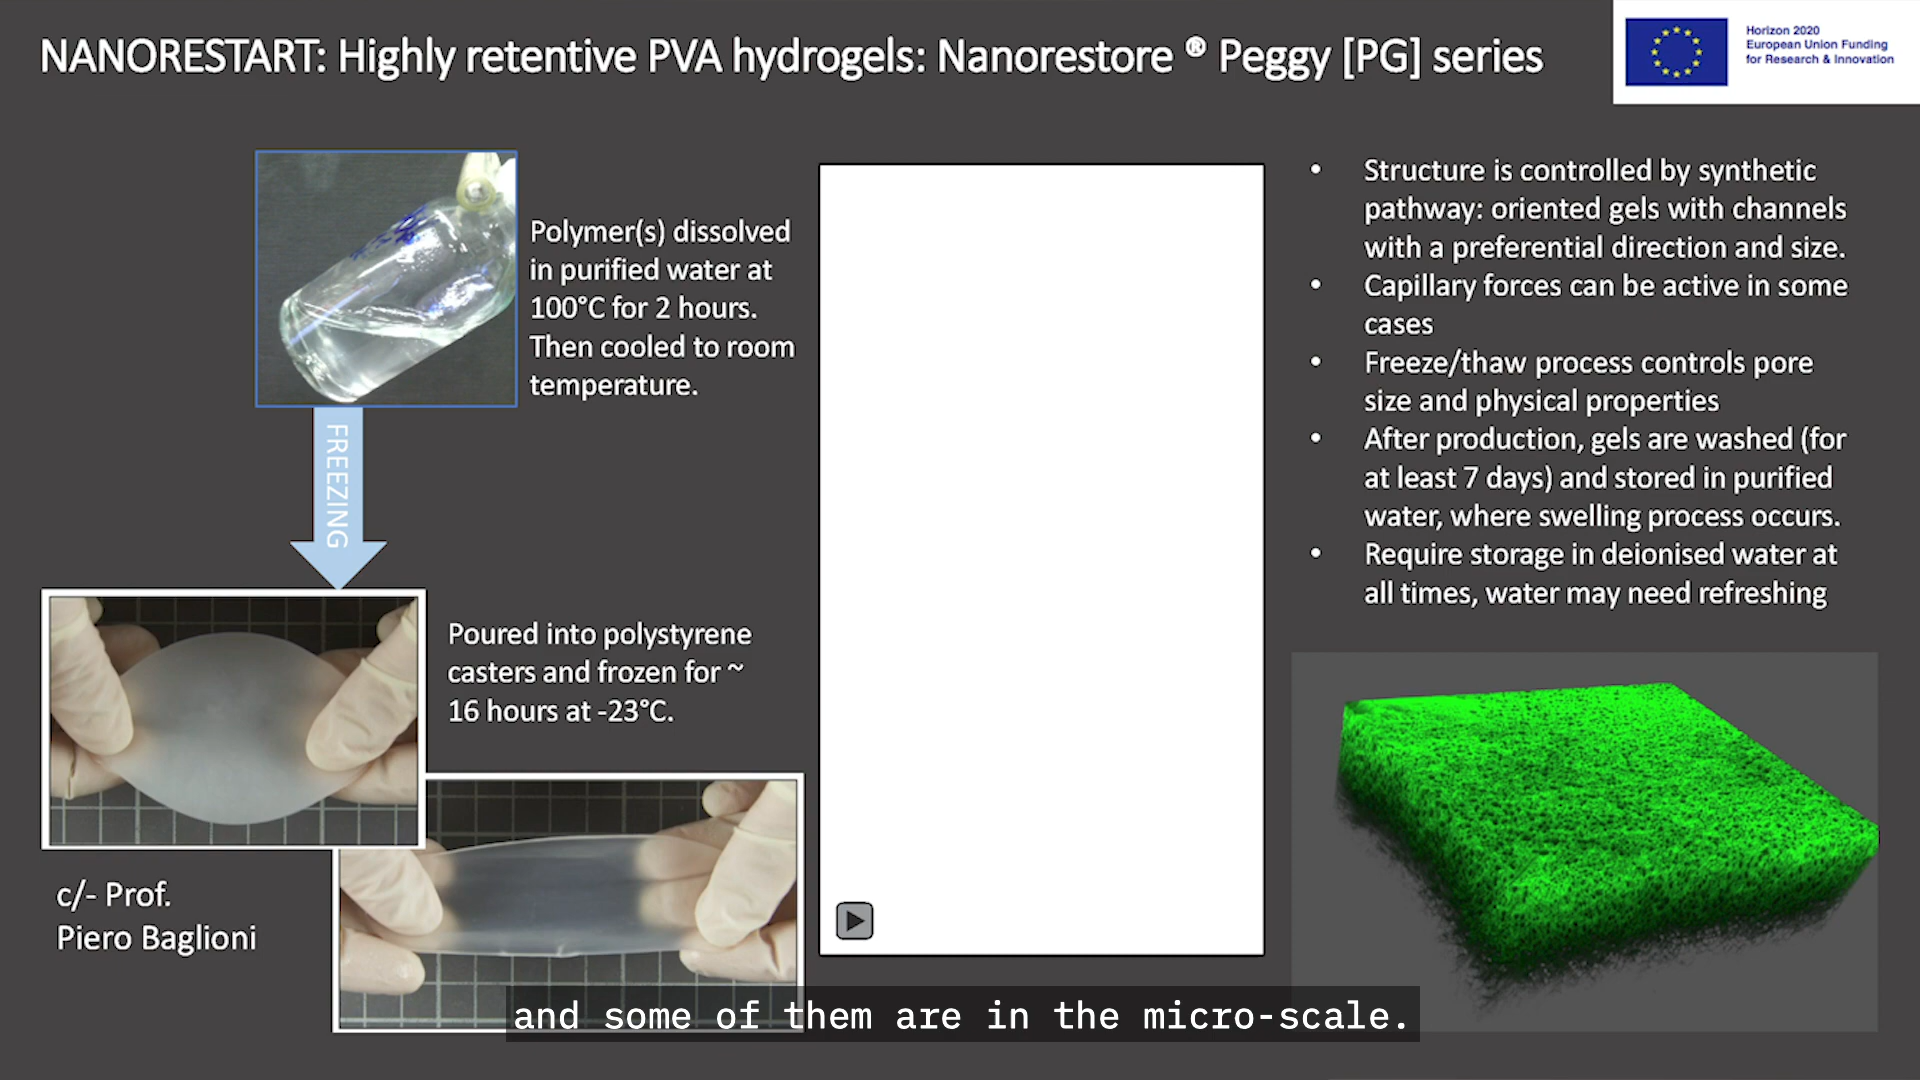 NANORESTART: Highly retentive PVA hydrogels: Nanorestore ® Peggy [PG] series
Horizon 2020
European Union Funding
for Research & Innovation
Polymer(s) dissolved
in purified water at
100°C for 2 hours.
Then cooled to room
temperature.
FREEZING
Poured into polystyrene
casters and frozen for ~
16 hours at -23°C.
c/- Prof.
Piero Baglioni
• Structure is controlled by synthetic
pathway: oriented gels with channels
with a preferential direction and size.
• Capillary forces can be active in some
cases
• Freeze/thaw process controls pore
size and physical properties
• After production, gels are washed (for
at least 7 days) and stored in purified
water, where swelling process occurs.
• Require storage in deionised water at
all times, water may need refreshing
and some of them are in the micro-scale.